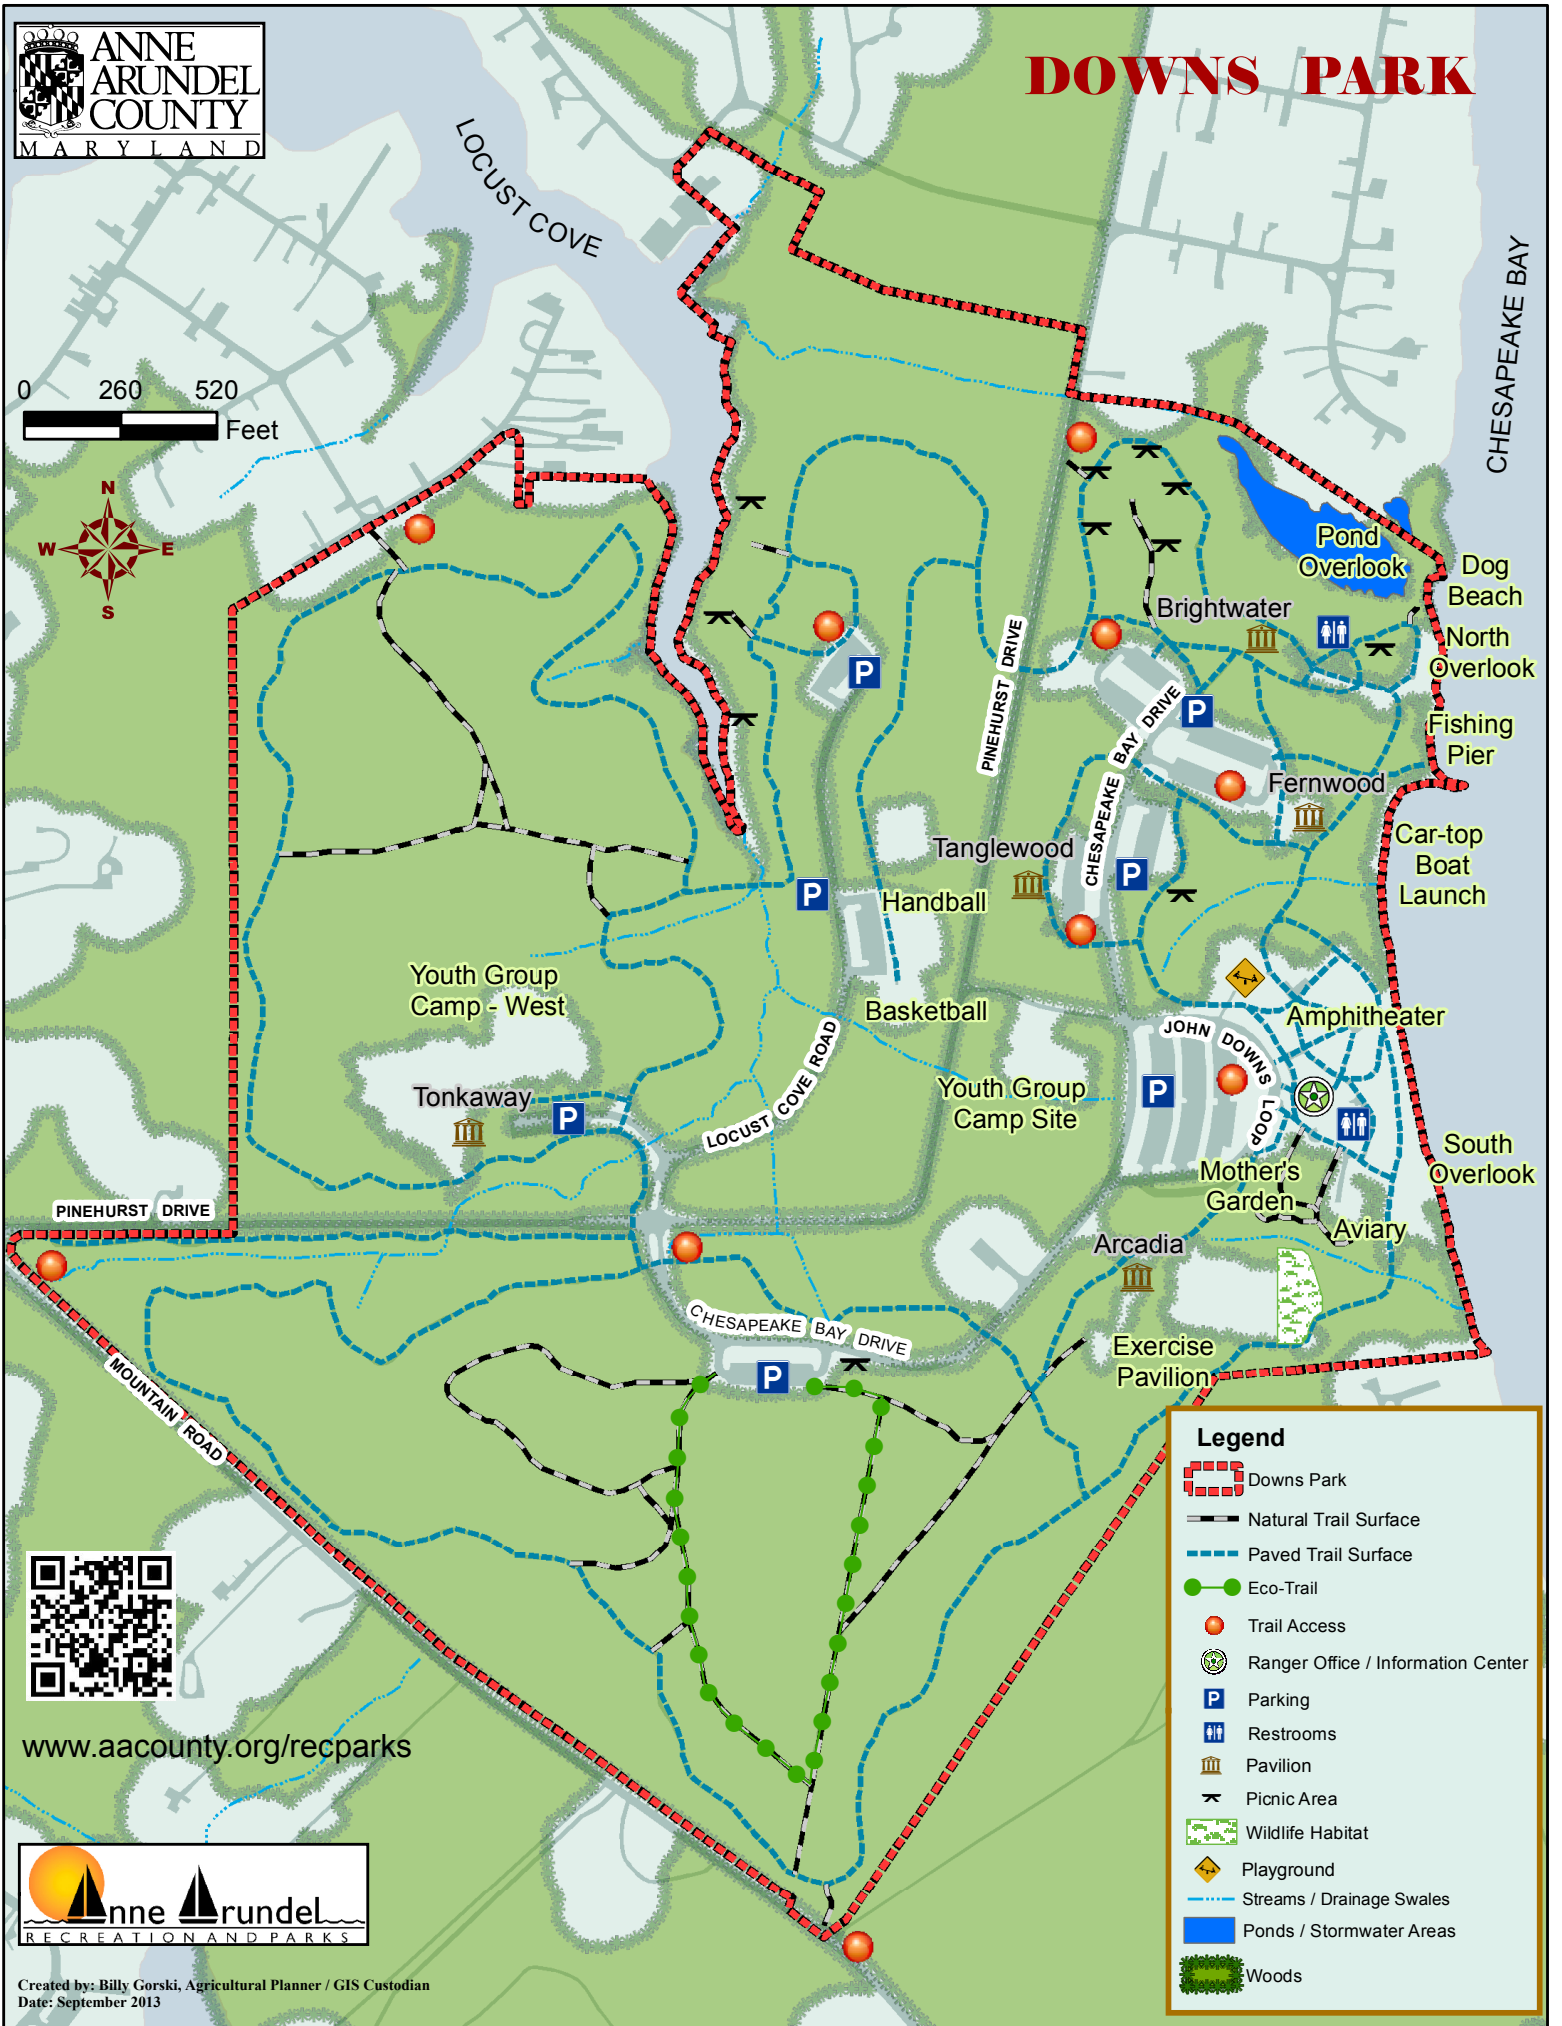 ANNE
ARUNDEL
COUNTY
MARYLAND
DOWNS PARK
LOCUST COVE
CHESAPEAKE BAY
0 260 520
Feet
N
W E
S
Pond
Overlook
Dog
Beach
Brightwater
North
Overlook
PINEHURST DRIVE
P
P
CHESAPEAKE BAY DRIVE
Fishing
Pier
Fernwood
Tanglewood
Car-top
Boat
Launch
P
P
Handball
Youth Group
Camp - West
Basketball
Amphitheater
JOHN DOWNS LOOP
LOCUST COVE ROAD
Tonkaway
P
Youth Group
Camp Site
P
South
Overlook
Mother's
Garden
Aviary
PINEHURST DRIVE
Arcadia
CHESAPEAKE BAY DRIVE
Exercise
Pavilion
P
MOUNTAIN ROAD
www.aacounty.org/recparks
Anne Arundel
RECREATION AND PARKS
Created by: Billy Gorski, Agricultural Planner / GIS Custodian
Date: September 2013
Legend
Downs Park
Natural Trail Surface
Paved Trail Surface
Eco-Trail
Trail Access
Ranger Office / Information Center
P Parking
Restrooms
Pavilion
Picnic Area
Wildlife Habitat
Playground
Streams / Drainage Swales
Ponds / Stormwater Areas
Woods